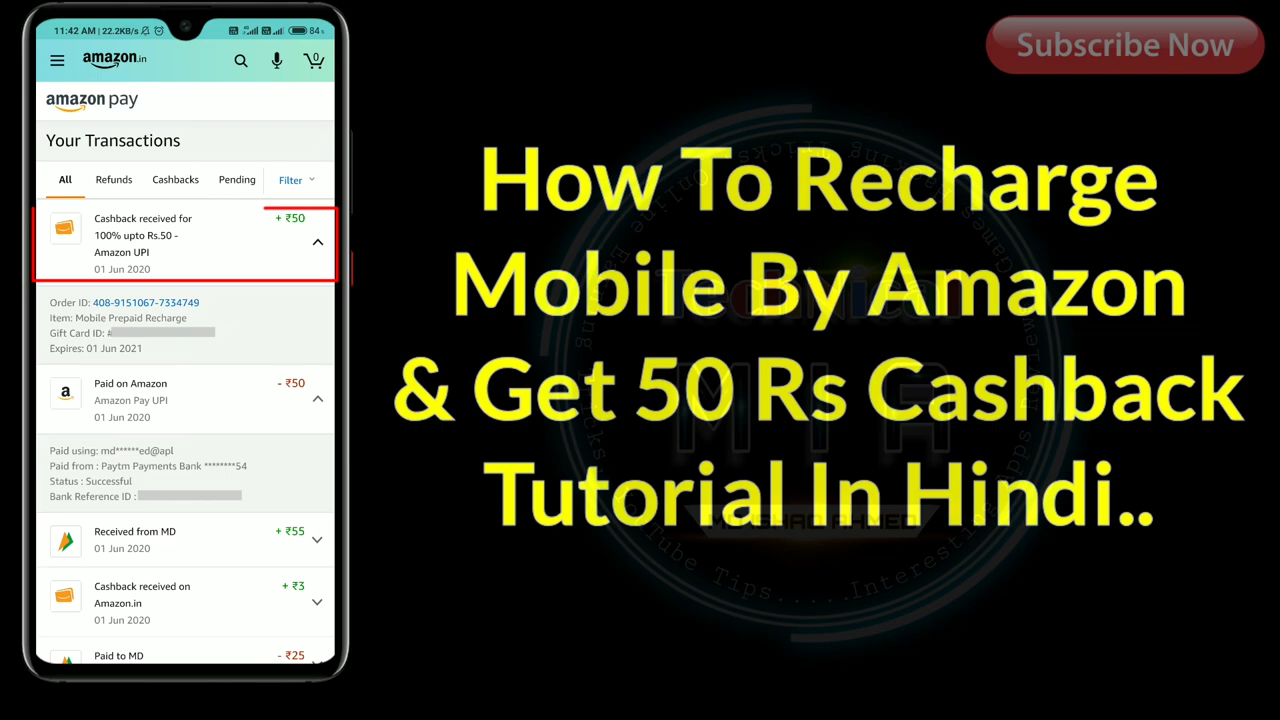 11:42 AM | 22.2KB/s
84%
amazon.in
0
amazon pay
Your Transactions
All Refunds Cashbacks Pending Filter
Cashback received for + ₹50
100% upto Rs.50 -
Amazon UPI
01 Jun 2020
Order ID: 408-9151067-7334749
Item: Mobile Prepaid Recharge
Gift Card ID: #
Expires: 01 Jun 2021
a
Paid on Amazon - ₹50
Amazon Pay UPI
01 Jun 2020
Paid using: md******ed@apl
Paid from : Paytm Payments Bank ********54
Status : Successful
Bank Reference ID :
Received from MD + ₹55
01 Jun 2020
Cashback received on + ₹3
Amazon.in
01 Jun 2020
Paid to MD - ₹25
Subscribe Now
How To Recharge
Mobile By Amazon
& Get 50 Rs Cashback
Tutorial In Hindi..
Technical
MIA
MUSHAQ AHMED